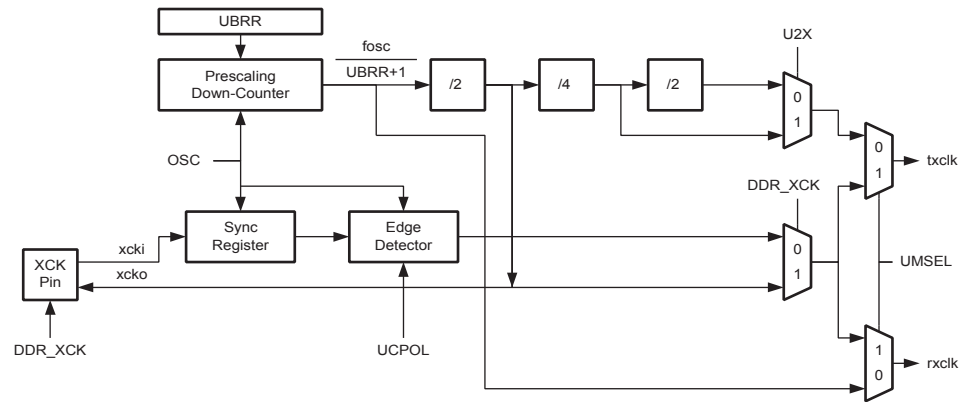 UBRR
U2X
fosc
UBRR+1
Prescaling
Down-Counter
/2
/4
/2
0
1
OSC
0
1
txclk
DDR_XCK
Sync
Register
Edge
Detector
0
1
xcki
xcko
XCK
Pin
UMSEL
DDR_XCK
UCPOL
1
0
rxclk